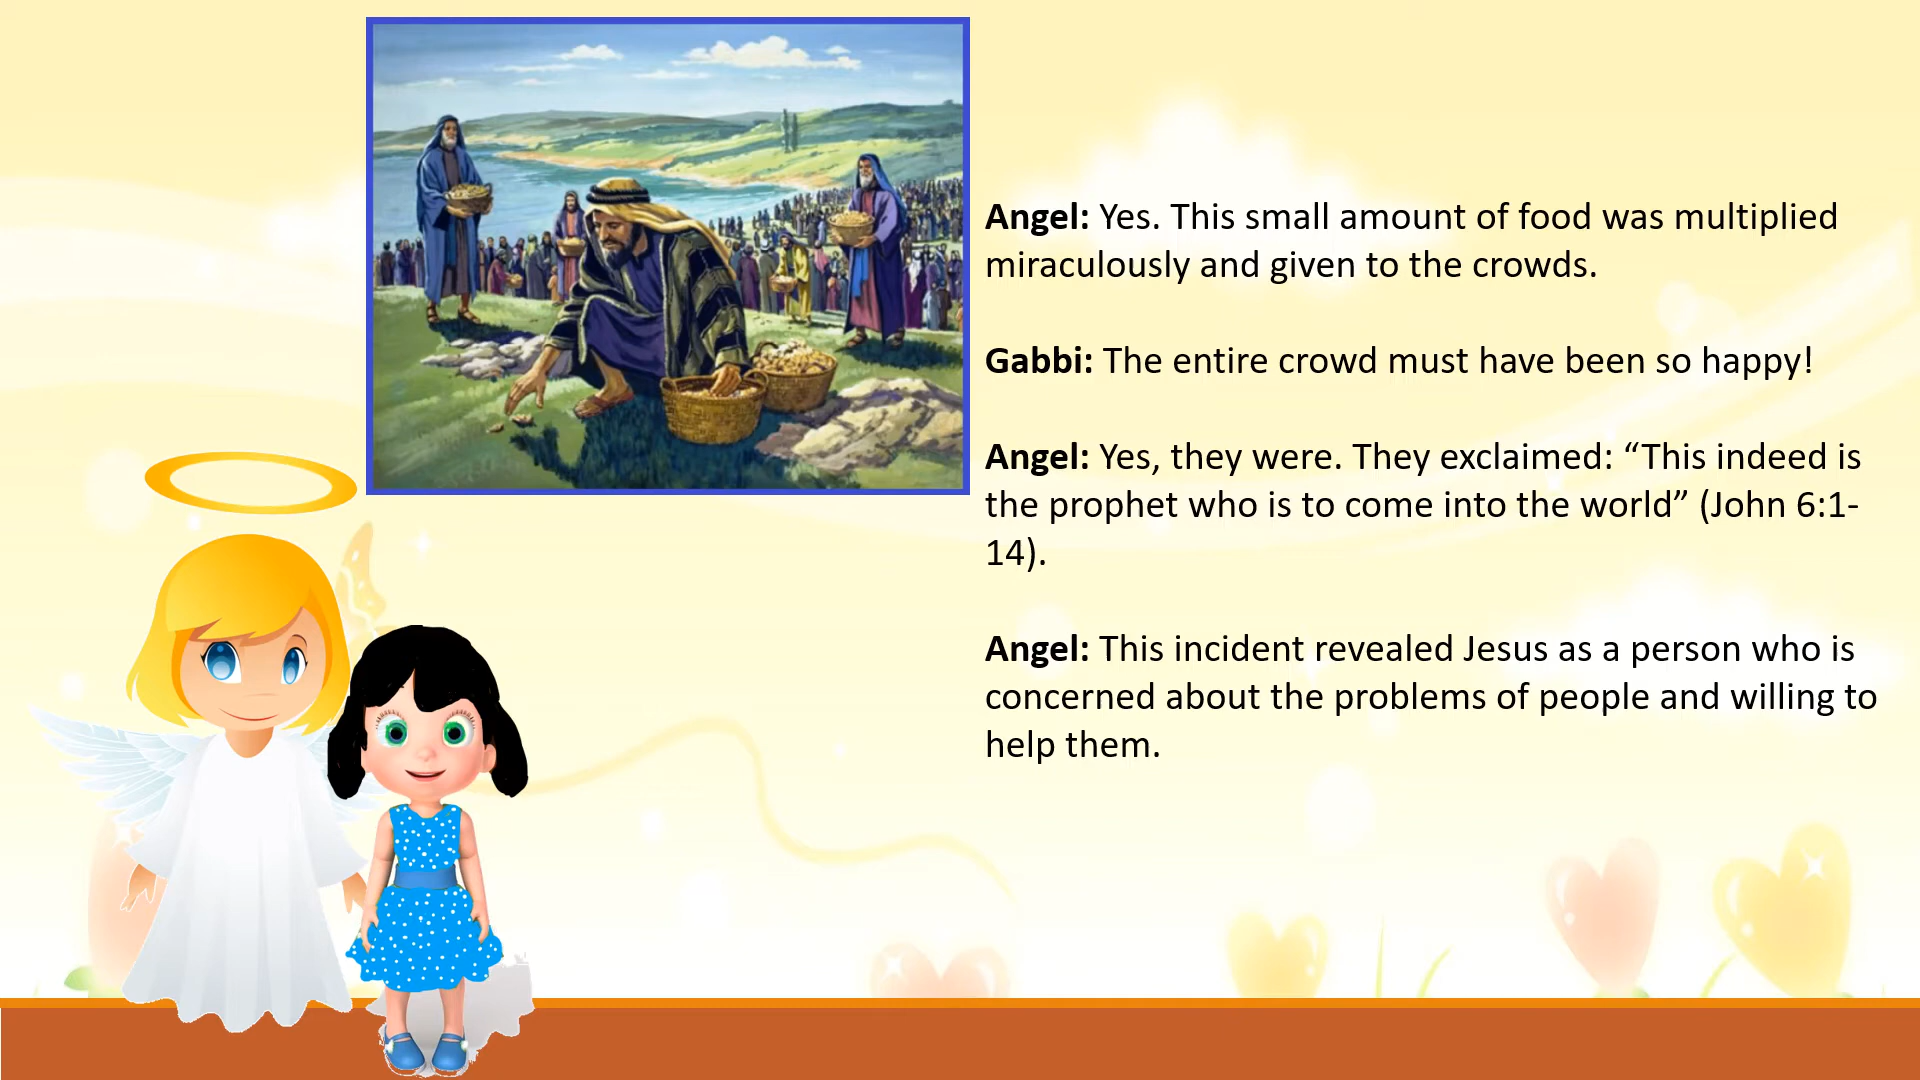 Angel: Yes. This small amount of food was multiplied
miraculously and given to the crowds.
Gabbi: The entire crowd must have been so happy!
Angel: Yes, they were. They exclaimed: “This indeed is
the prophet who is to come into the world” (John 6:1-
14).
Angel: This incident revealed Jesus as a person who is
concerned about the problems of people and willing to
help them.